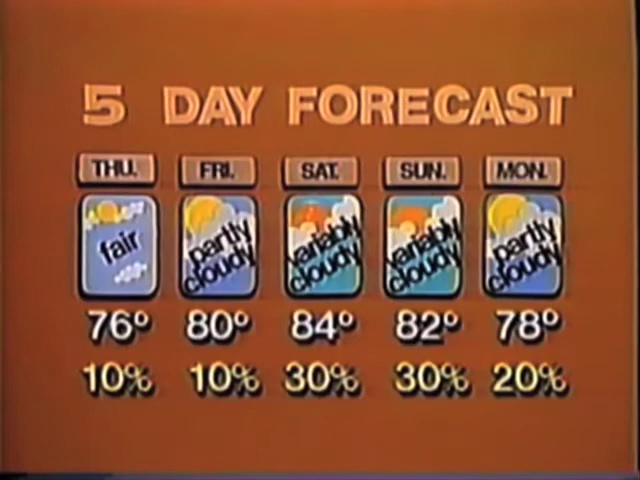 5 DAY FORECAST
THU. FRI. SAT. SUN. MON.
fair partly cloudy variably cloudy variably cloudy partly cloudy
76° 80° 84° 82° 78°
10% 10% 30% 30% 20%